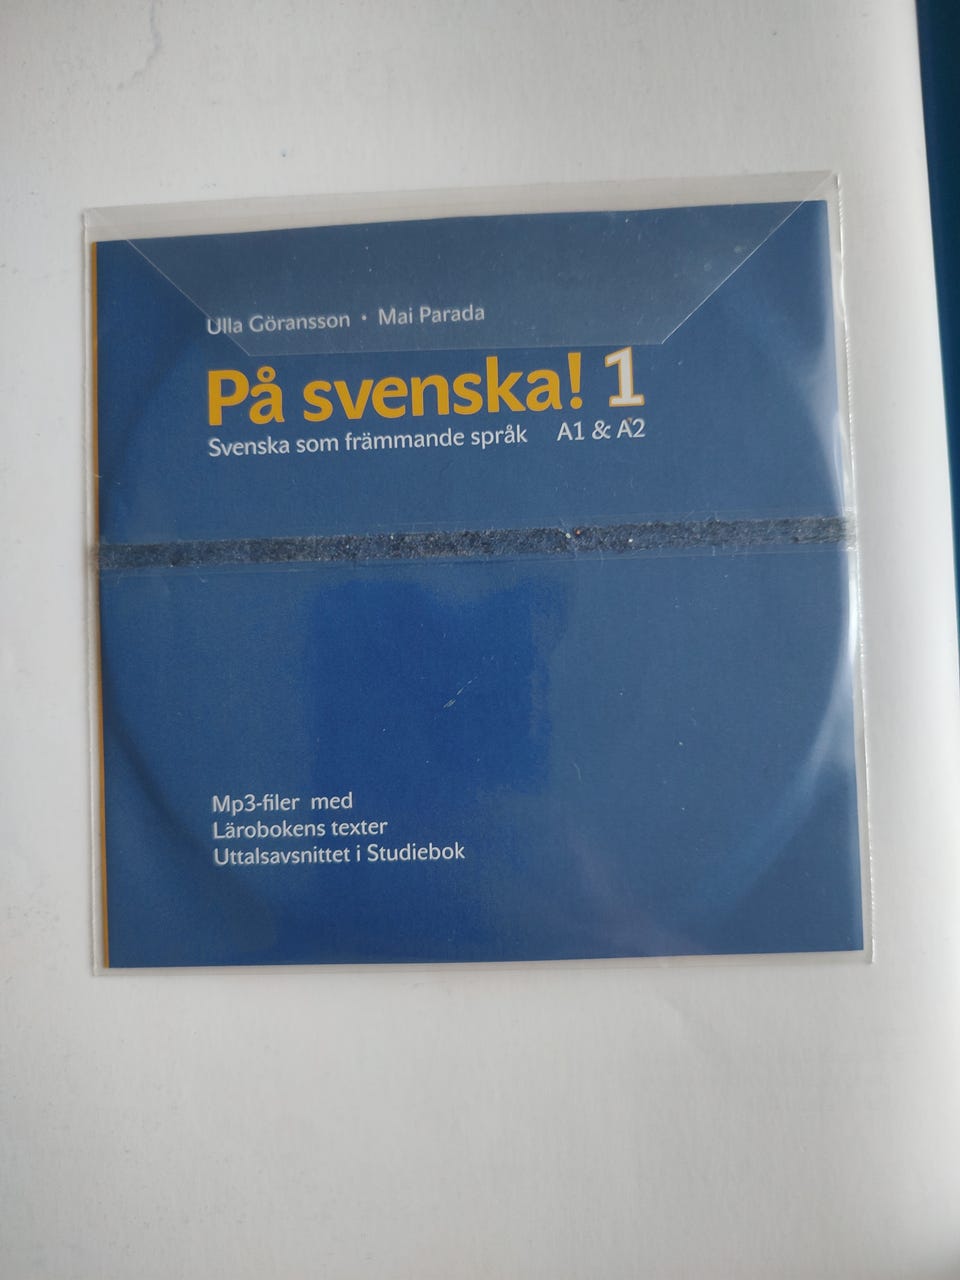 Ulla Göransson • Mai Parada
På svenska! 1
Svenska som främmande språk A1 & A2
Mp3-filer med
Lärobokens texter
Uttalsavsnittet i Studiebok